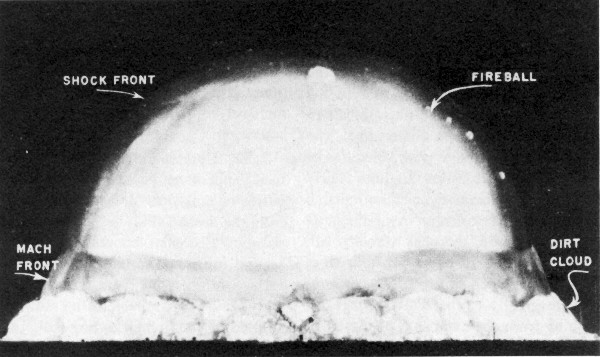 SHOCK FRONT
FIREBALL
MACH
FRONT
DIRT
CLOUD